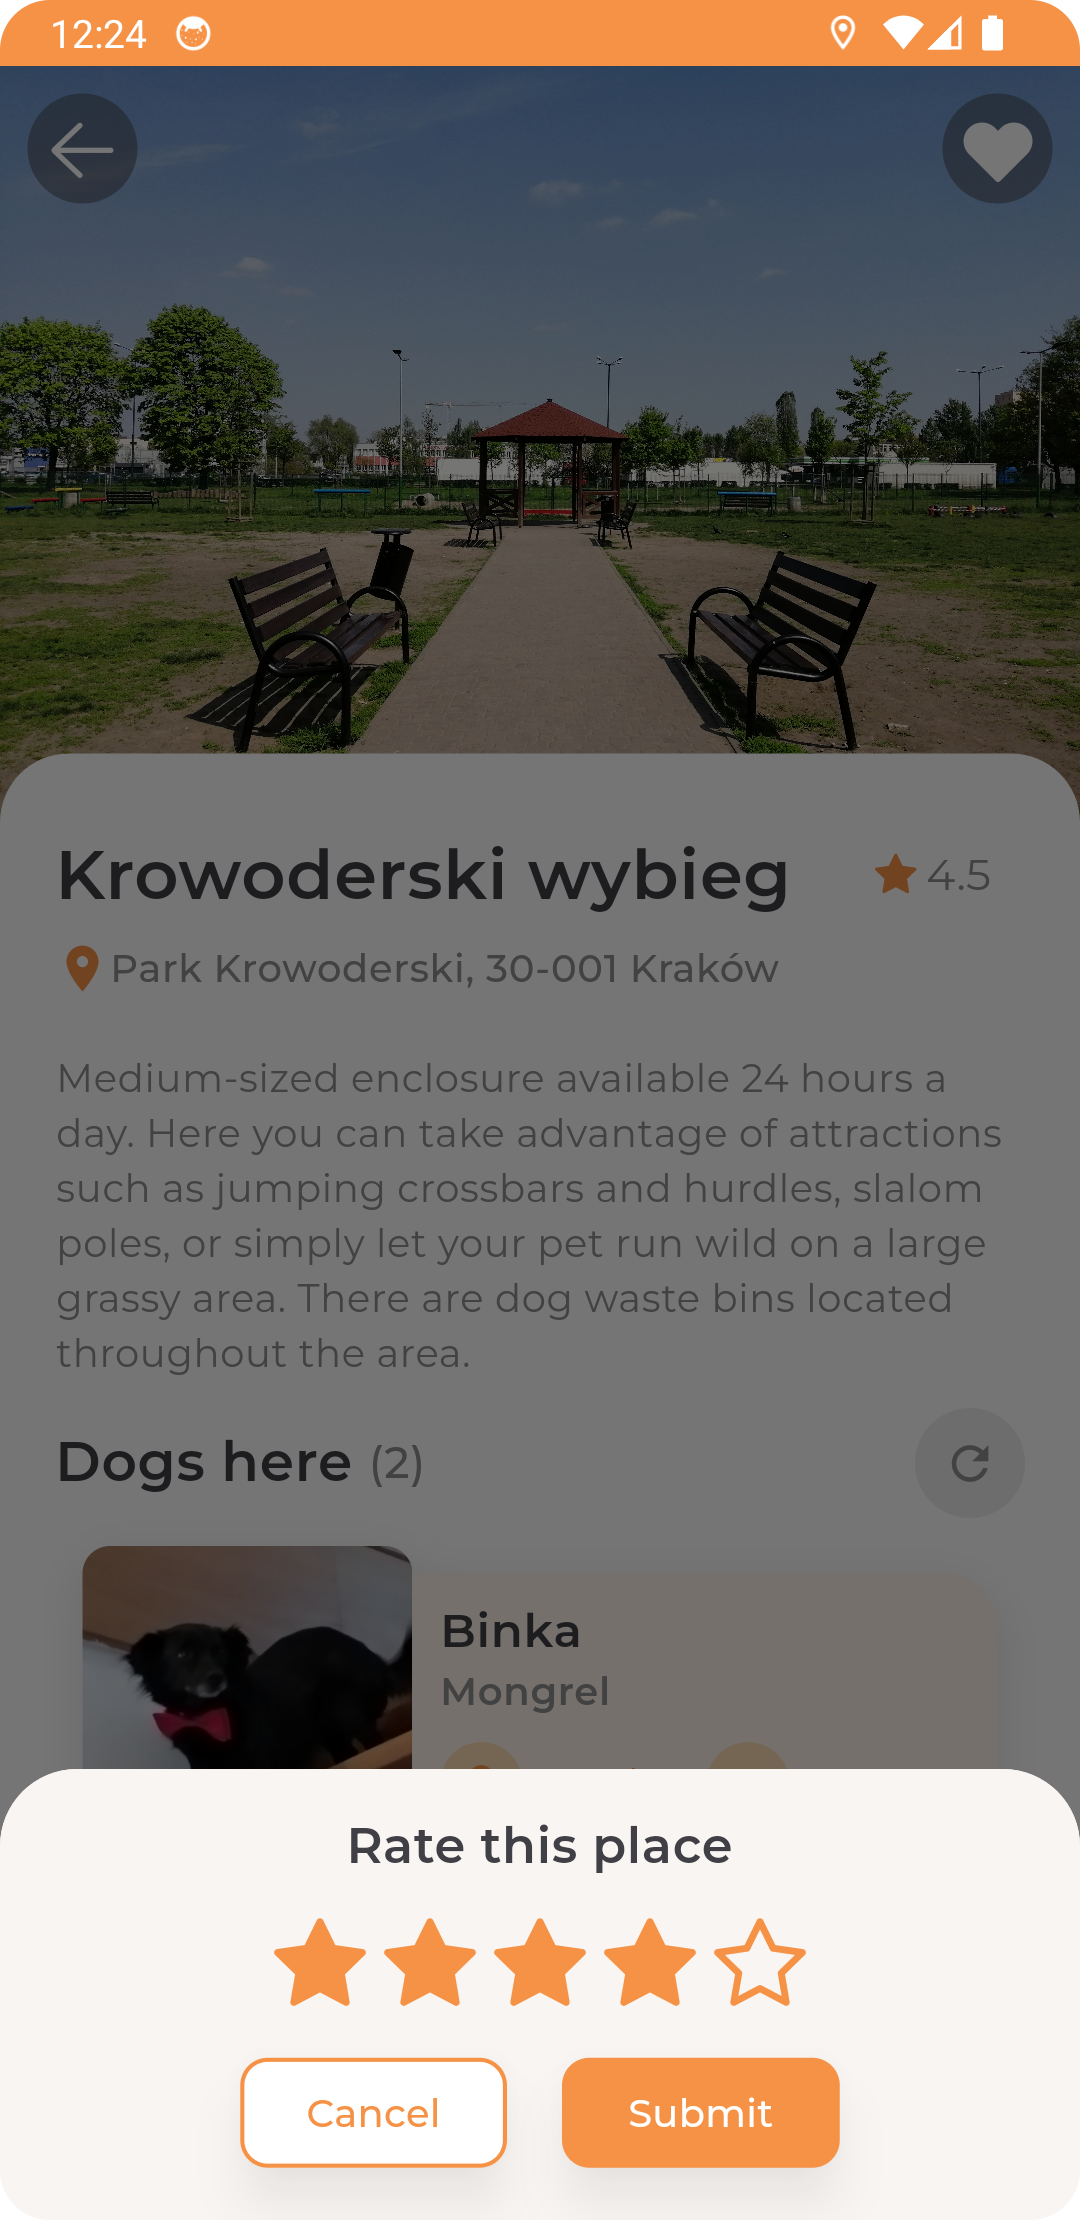 12:24
Krowoderski wybieg
4.5
Park Krowoderski, 30-001 Kraków
Medium-sized enclosure available 24 hours a
day. Here you can take advantage of attractions
such as jumping crossbars and hurdles, slalom
poles, or simply let your pet run wild on a large
grassy area. There are dog waste bins located
throughout the area.
Dogs here (2)
Binka
Mongrel
Rate this place
Cancel
Submit